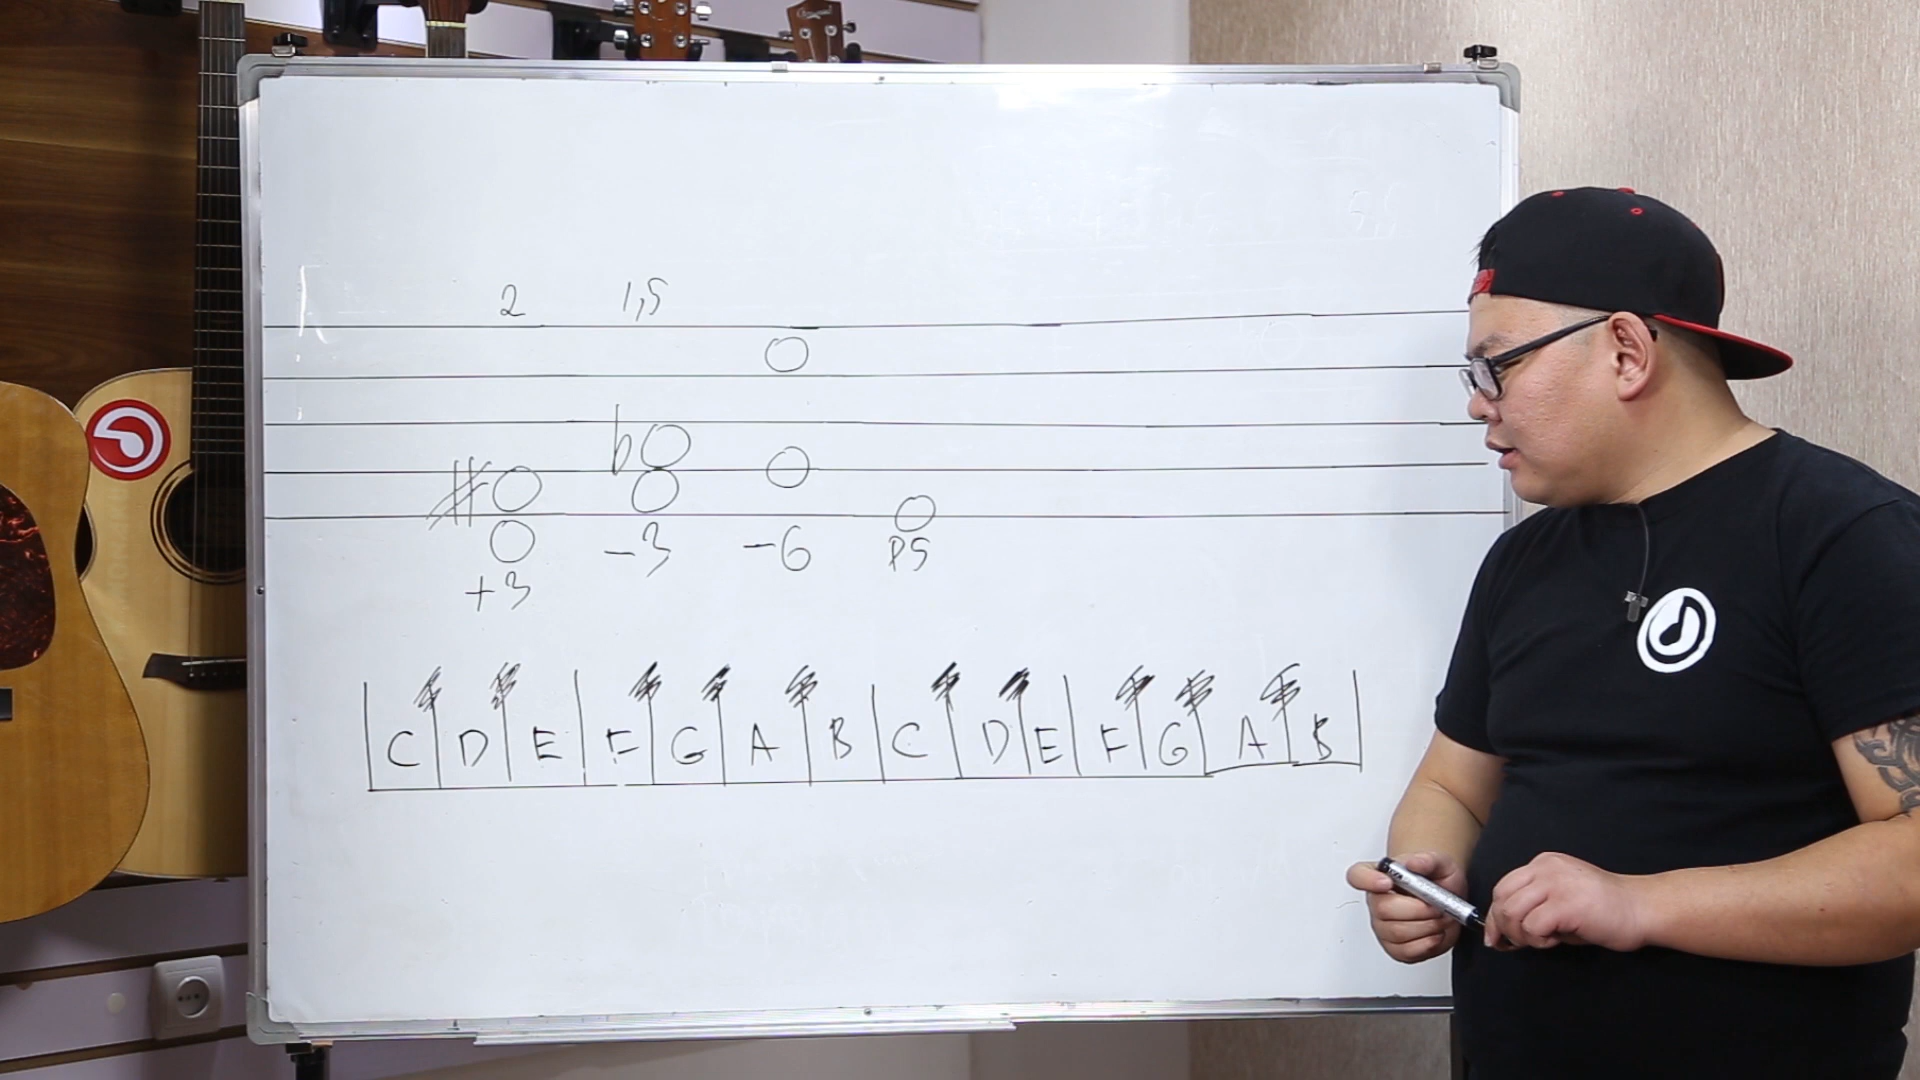 2 1,5
# b
-3 -6 P5
+3
# # # # # # # # # #
C D E F G A B C D E F G A B